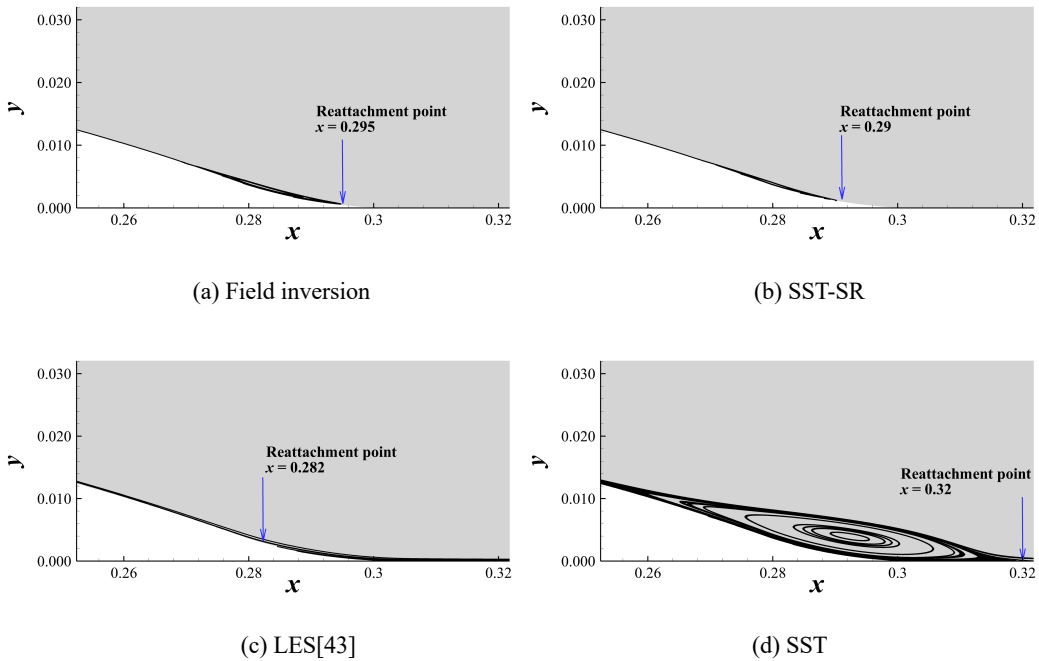 0.030
0.020
y
0.010
0.000
Reattachment point
x = 0.295
0.26
0.28
0.3
0.32
x
(a) Field inversion
0.030
0.020
y
0.010
0.000
Reattachment point
x = 0.29
0.26
0.28
0.3
0.32
x
(b) SST-SR
0.030
0.020
y
0.010
0.000
Reattachment point
x = 0.282
0.26
0.28
0.3
0.32
x
(c) LES[43]
0.030
0.020
y
0.010
0.000
Reattachment point
x = 0.32
0.26
0.28
0.3
0.32
x
(d) SST